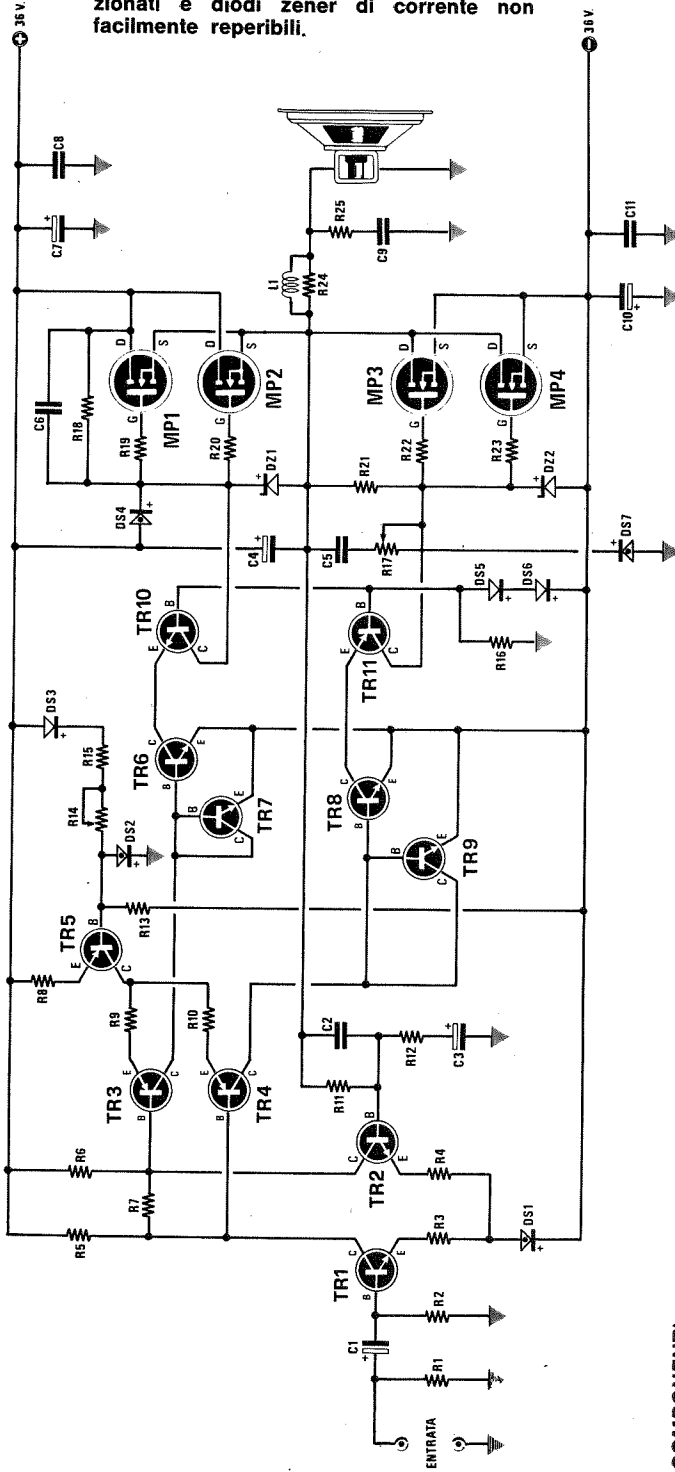 zionati e diodi zener di corrente non
facilmente reperibili.
36 V.
DS3
R8
TR5
R14
R15
DS2
R13
R9
R10
TR3
TR4
R6
R7
R5
TR6
TR7
TR10
TR8
TR9
TR11
C6
R18
DS4
R19
MP1
R20
MP2
DZ1
C4
C5
R17
R21
R22
MP3
R23
MP4
DZ2
DS5
DS6
DS7
R16
C7
C8
L1
R24
R25
C9
C10
C11
R11
C2
R12
C3
TR2
R4
R3
TR1
DS1
C1
R2
R1
ENTRATA
B
C
E
G
D
S
36 V.
COMPONENTI